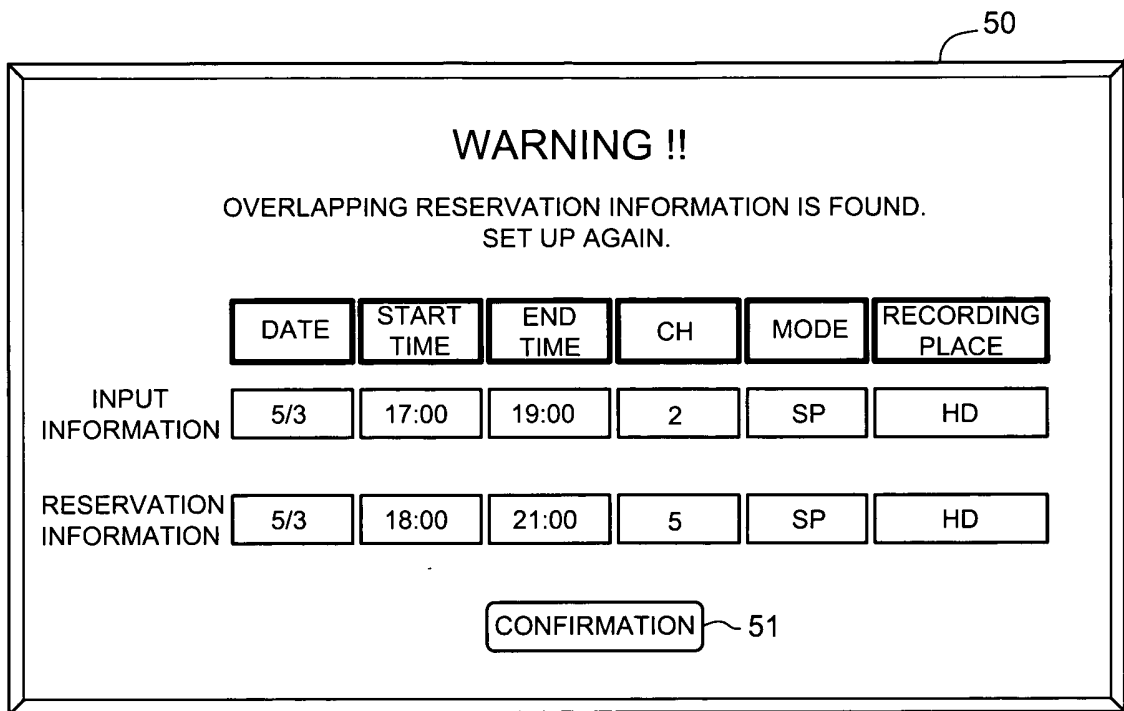 50
WARNING !!
OVERLAPPING RESERVATION INFORMATION IS FOUND.
SET UP AGAIN.
DATE START TIME END TIME CH MODE RECORDING PLACE
INPUT INFORMATION 5/3 17:00 19:00 2 SP HD
RESERVATION INFORMATION 5/3 18:00 21:00 5 SP HD
CONFIRMATION 51